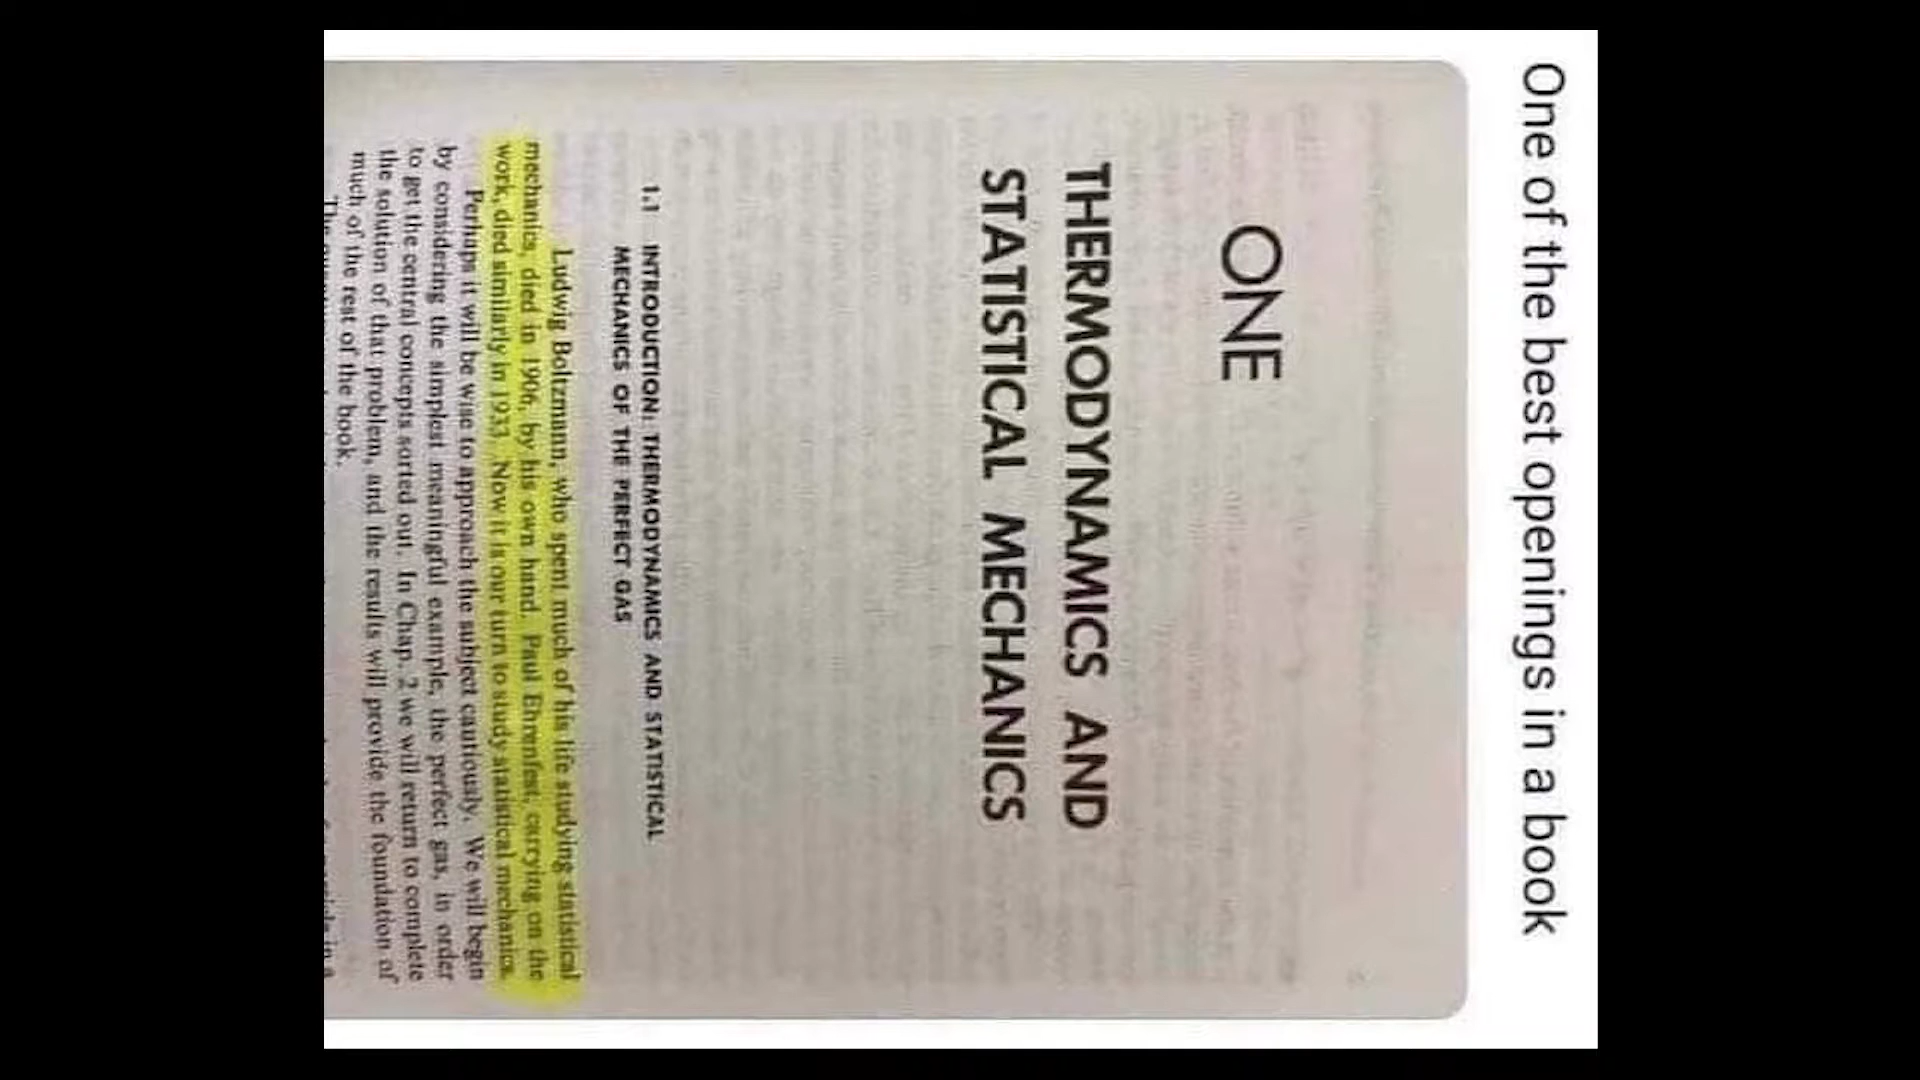 One of the best openings in a book
ONE
THERMODYNAMICS AND
STATISTICAL MECHANICS
1.1 INTRODUCTION: THERMODYNAMICS AND STATISTICAL
MECHANICS OF THE PERFECT GAS
Ludwig Boltzmann, who spent much of his life studying statistical
mechanics, died in 1906, by his own hand. Paul Ehrenfest, carrying on the
work, died similarly in 1933. Now it is our turn to study statistical mechanics.
Perhaps it will be wise to approach the subject cautiously. We will begin
by considering the simplest meaningful example, the perfect gas, in order
to get the central concepts sorted out. In Chap. 2 we will return to complete
the solution of that problem, and the results will provide the foundation of
much of the rest of the book.